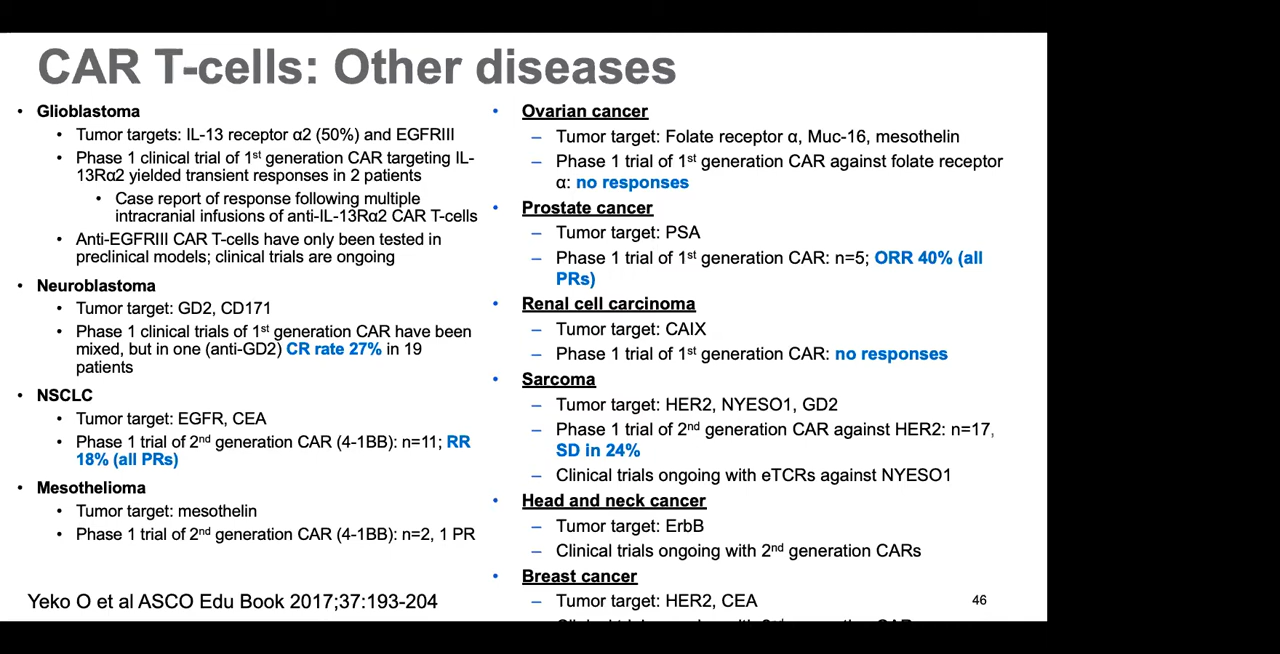 CAR T-cells: Other diseases
• Glioblastoma
• Tumor targets: IL-13 receptor α2 (50%) and EGFRIII
• Phase 1 clinical trial of 1st generation CAR targeting IL-
13Rα2 yielded transient responses in 2 patients
• Case report of response following multiple
intracranial infusions of anti-IL-13Rα2 CAR T-cells
• Anti-EGFRIII CAR T-cells have only been tested in
preclinical models; clinical trials are ongoing
• Neuroblastoma
• Tumor target: GD2, CD171
• Phase 1 clinical trials of 1st generation CAR have been
mixed, but in one (anti-GD2) CR rate 27% in 19
patients
• NSCLC
• Tumor target: EGFR, CEA
• Phase 1 trial of 2nd generation CAR (4-1BB): n=11; RR
18% (all PRs)
• Mesothelioma
• Tumor target: mesothelin
• Phase 1 trial of 2nd generation CAR (4-1BB): n=2, 1 PR
Yeko O et al ASCO Edu Book 2017;37:193-204
• Ovarian cancer
– Tumor target: Folate receptor α, Muc-16, mesothelin
– Phase 1 trial of 1st generation CAR against folate receptor
α: no responses
• Prostate cancer
– Tumor target: PSA
– Phase 1 trial of 1st generation CAR: n=5; ORR 40% (all
PRs)
• Renal cell carcinoma
– Tumor target: CAIX
– Phase 1 trial of 1st generation CAR: no responses
• Sarcoma
– Tumor target: HER2, NYESO1, GD2
– Phase 1 trial of 2nd generation CAR against HER2: n=17,
SD in 24%
– Clinical trials ongoing with eTCRs against NYESO1
• Head and neck cancer
– Tumor target: ErbB
– Clinical trials ongoing with 2nd generation CARs
• Breast cancer
– Tumor target: HER2, CEA
46